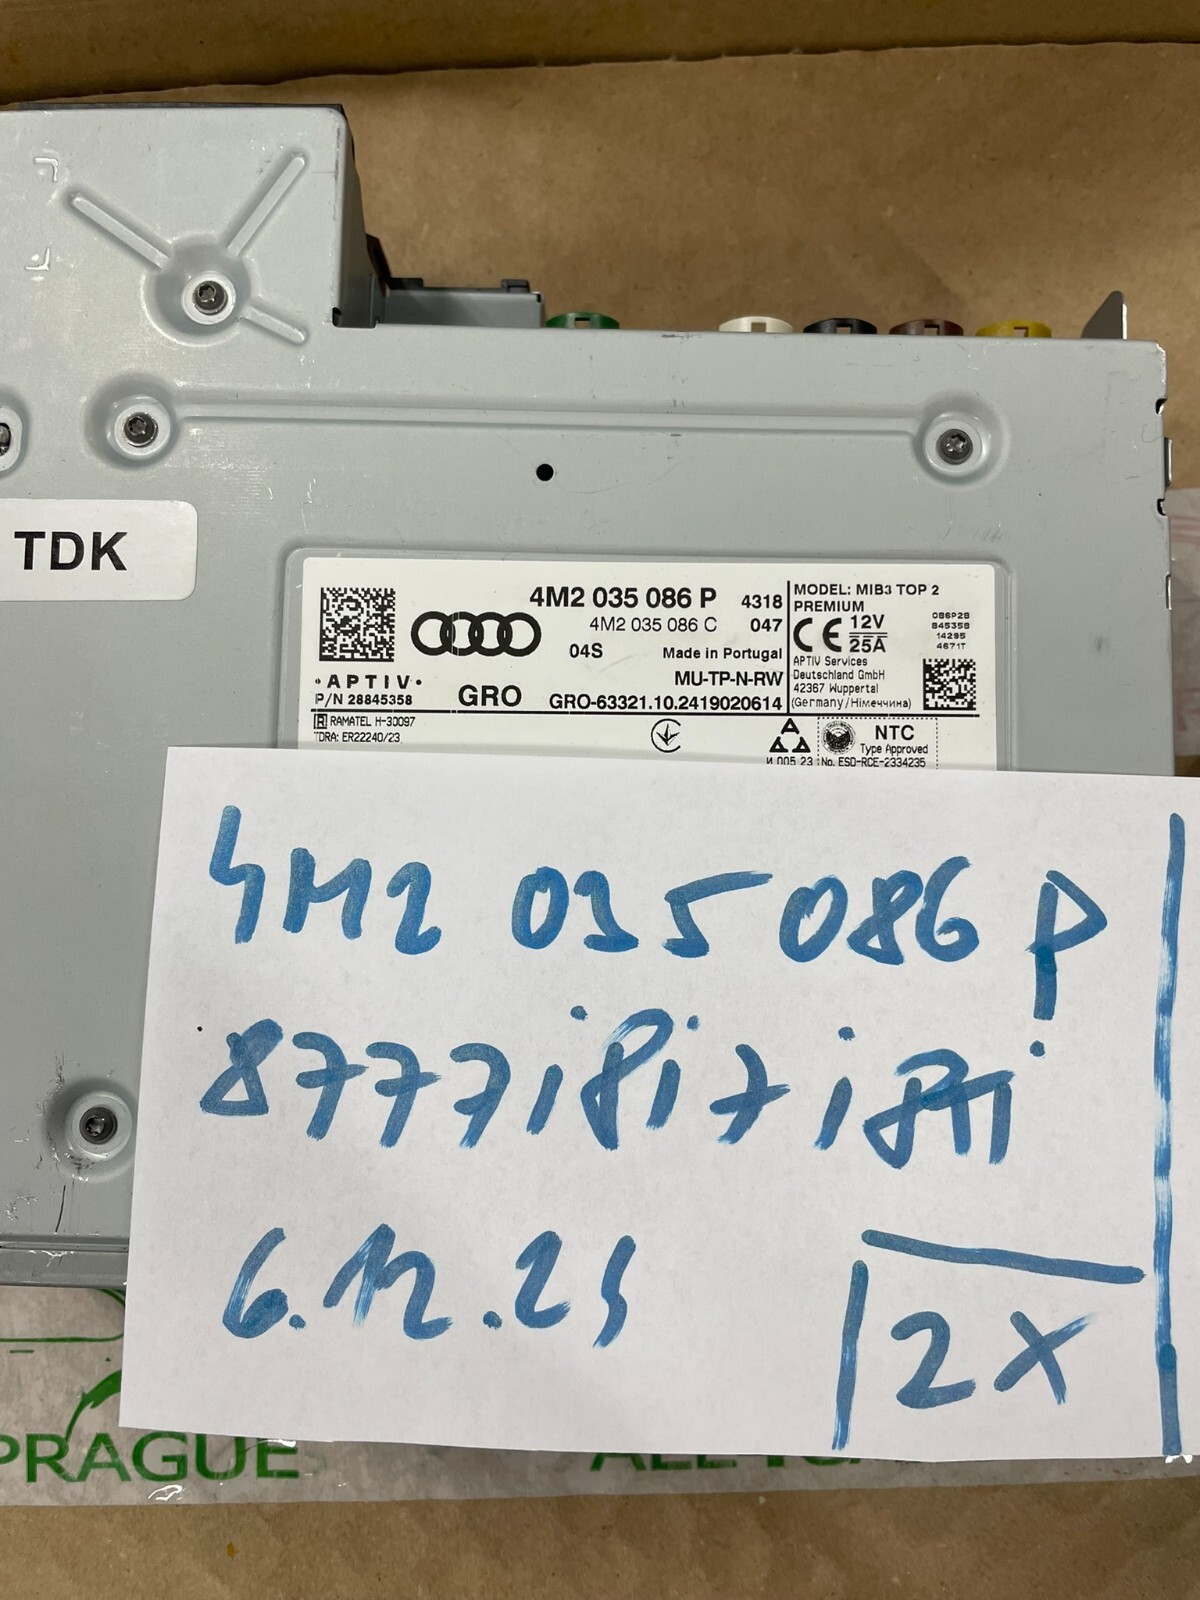 TDK
4M2 035 086 P 4318
4M2 035 086 C 047
04S Made in Portugal
MU-TP-N-RW
·APTIV·
P/N 28845358
GRO GRO-63321.10.2419020614
MODEL: MIB3 TOP 2
PREMIUM
CE 12V
25A
086P28
845358
14295
4671T
APTIV Services
Deutschland GmbH
42367 Wuppertal
(Germany/Німеччина)
R RAMATEL H-30097
TDRA: ER22240/23
И 005 23
NTC
Type Approved
No. ESD-RCE-2334235
4M2 035 086 P
6.12.25
2X
PRAGUE